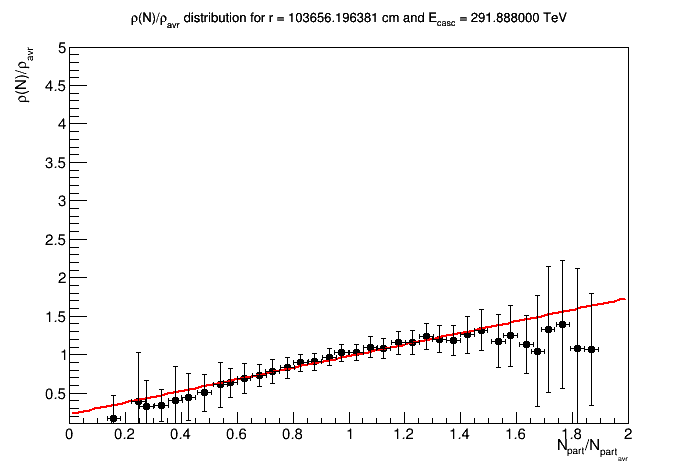 ρ(N)/ρavr distribution for r = 103656.196381 cm and Ecasc = 291.888000 TeV
ρ(N)/ρavr
5
4.5
4
3.5
3
2.5
2
1.5
1
0.5
0 0.2 0.4 0.6 0.8 1 1.2 1.4 1.6 1.8 2
Npart/Npartavr